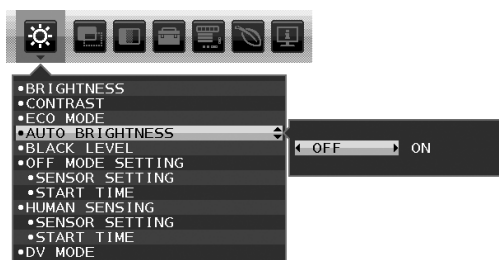 •BRIGHTNESS
•CONTRAST
•ECO MODE
•AUTO BRIGHTNESS
OFF ON
•BLACK LEVEL
•OFF MODE SETTING
•SENSOR SETTING
•START TIME
•HUMAN SENSING
•SENSOR SETTING
•START TIME
•DV MODE